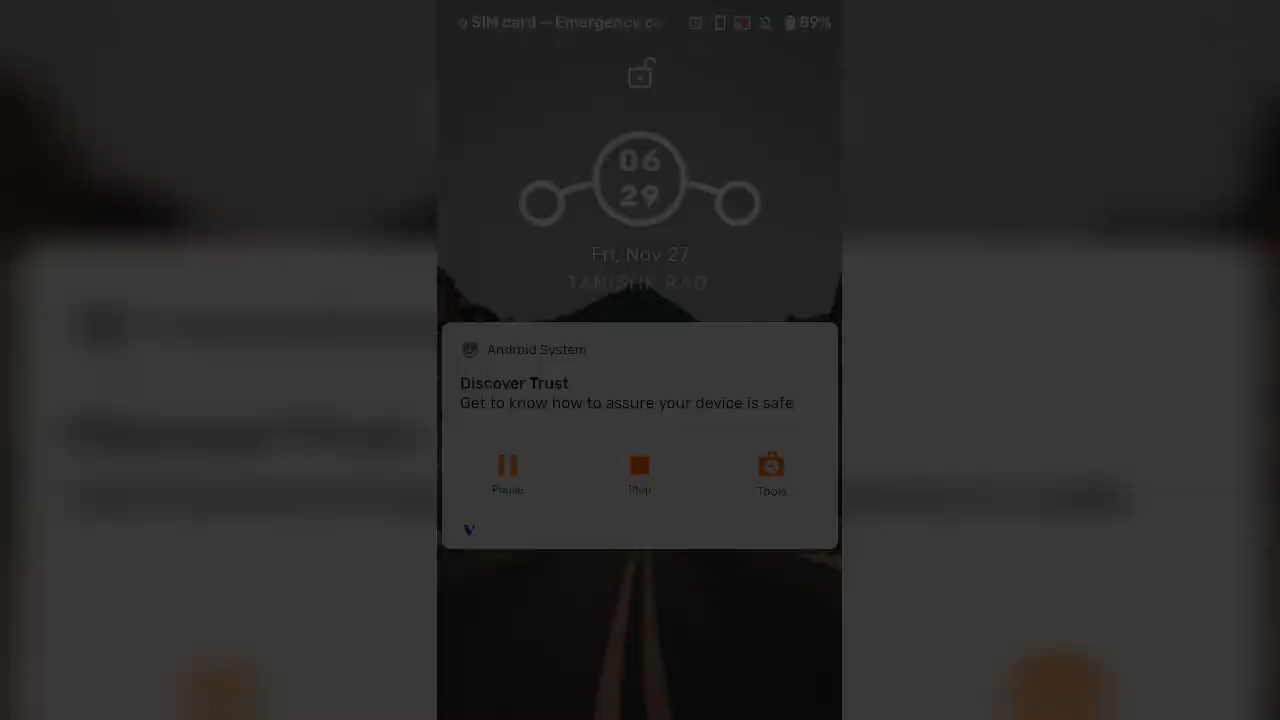 SIM card — Emergency ca
89%
06
29
Fri, Nov 27
TANISHK RAO
Android System
Discover Trust
Get to know how to assure your device is safe
Pause
Stop
Tools